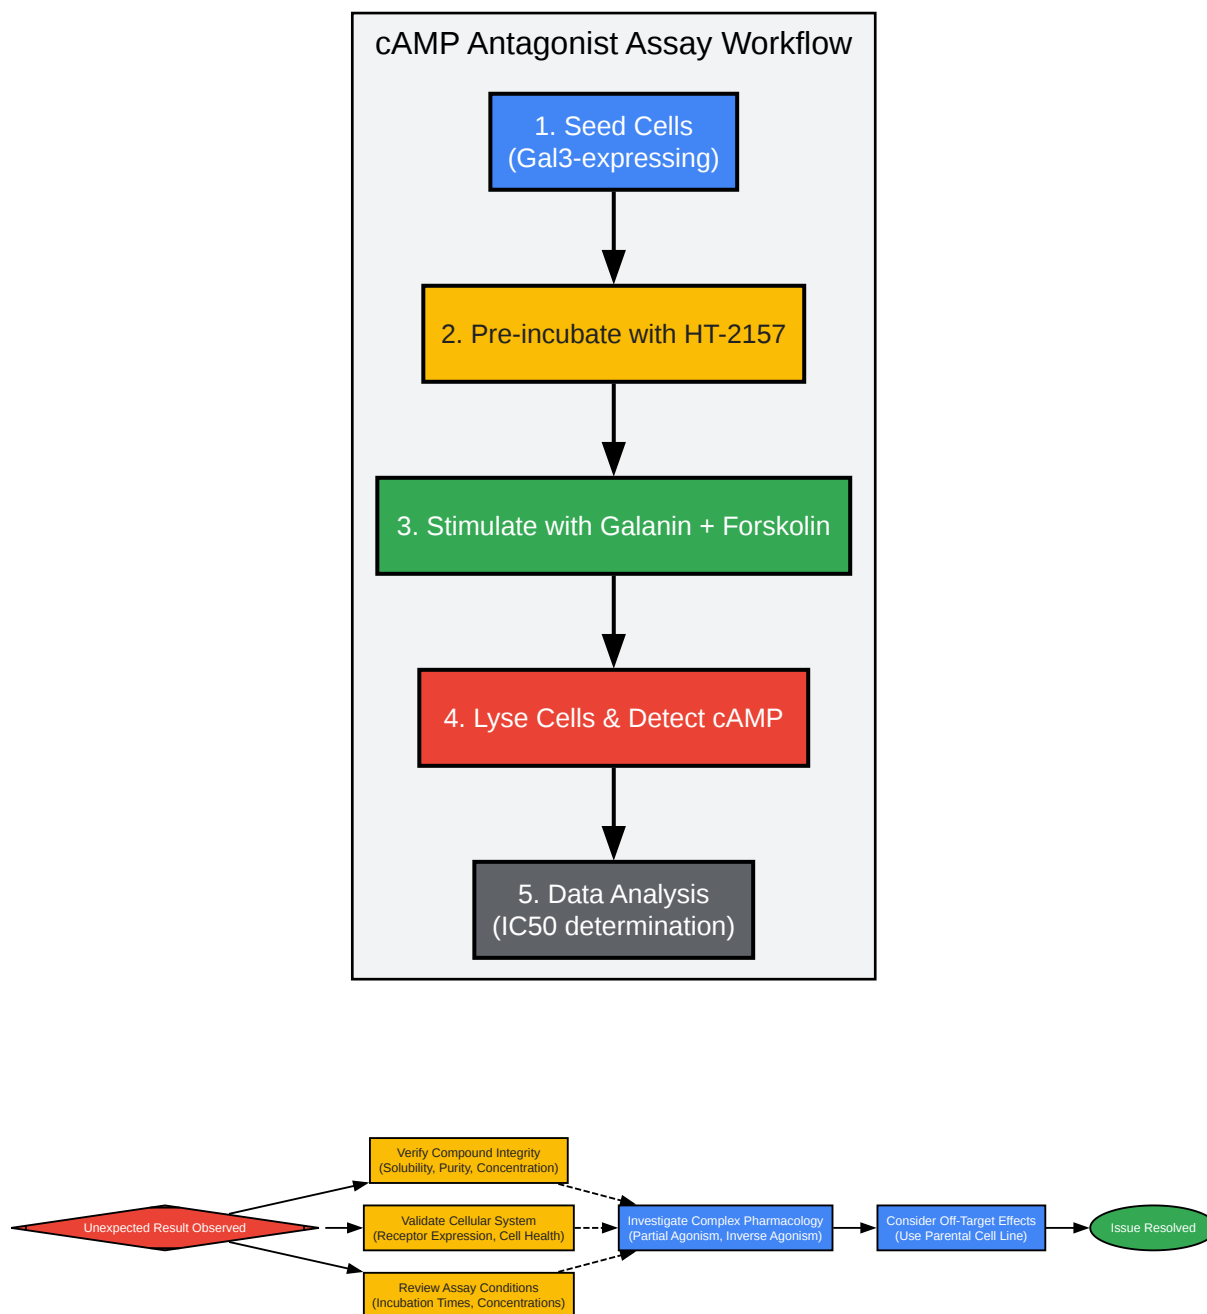 cAMP Antagonist Assay Workflow
1. Seed Cells
(Gal3-expressing)
2. Pre-incubate with HT-2157
3. Stimulate with Galanin + Forskolin
4. Lyse Cells & Detect cAMP
5. Data Analysis
(IC50 determination)
Unexpected Result Observed
Verify Compound Integrity
(Solubility, Purity, Concentration)
Validate Cellular System
(Receptor Expression, Cell Health)
Review Assay Conditions
(Incubation Times, Concentrations)
Investigate Complex Pharmacology
(Partial Agonism, Inverse Agonism)
Consider Off-Target Effects
(Use Parental Cell Line)
Issue Resolved